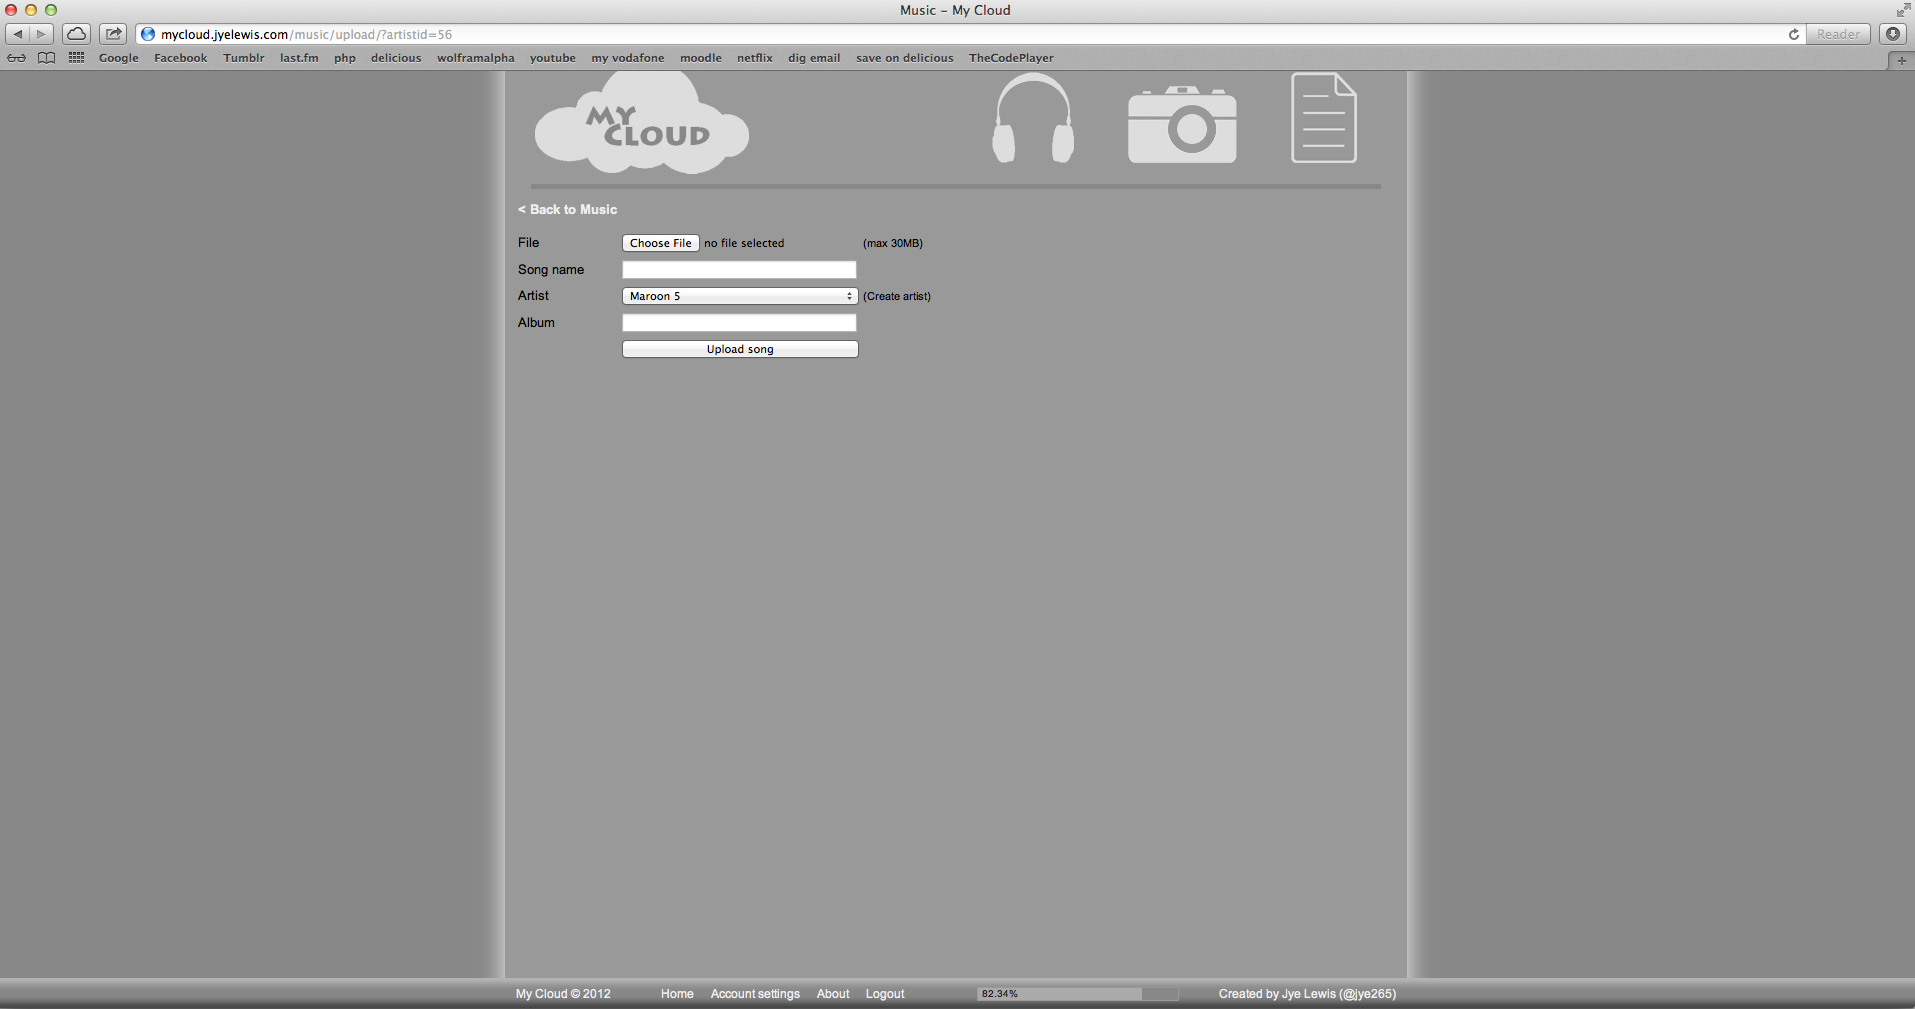 Music – My Cloud
mycloud.jyelewis.com/music/upload/?artistid=56
Reader
Google Facebook Tumblr last.fm php delicious wolframalpha youtube my vodafone moodle netflix dig email save on delicious TheCodePlayer
MY
CLOUD
< Back to Music
File Choose File no file selected (max 30MB)
Song name
Artist Maroon 5 (Create artist)
Album
Upload song
My Cloud © 2012 Home Account settings About Logout 82.34% Created by Jye Lewis (@jye265)